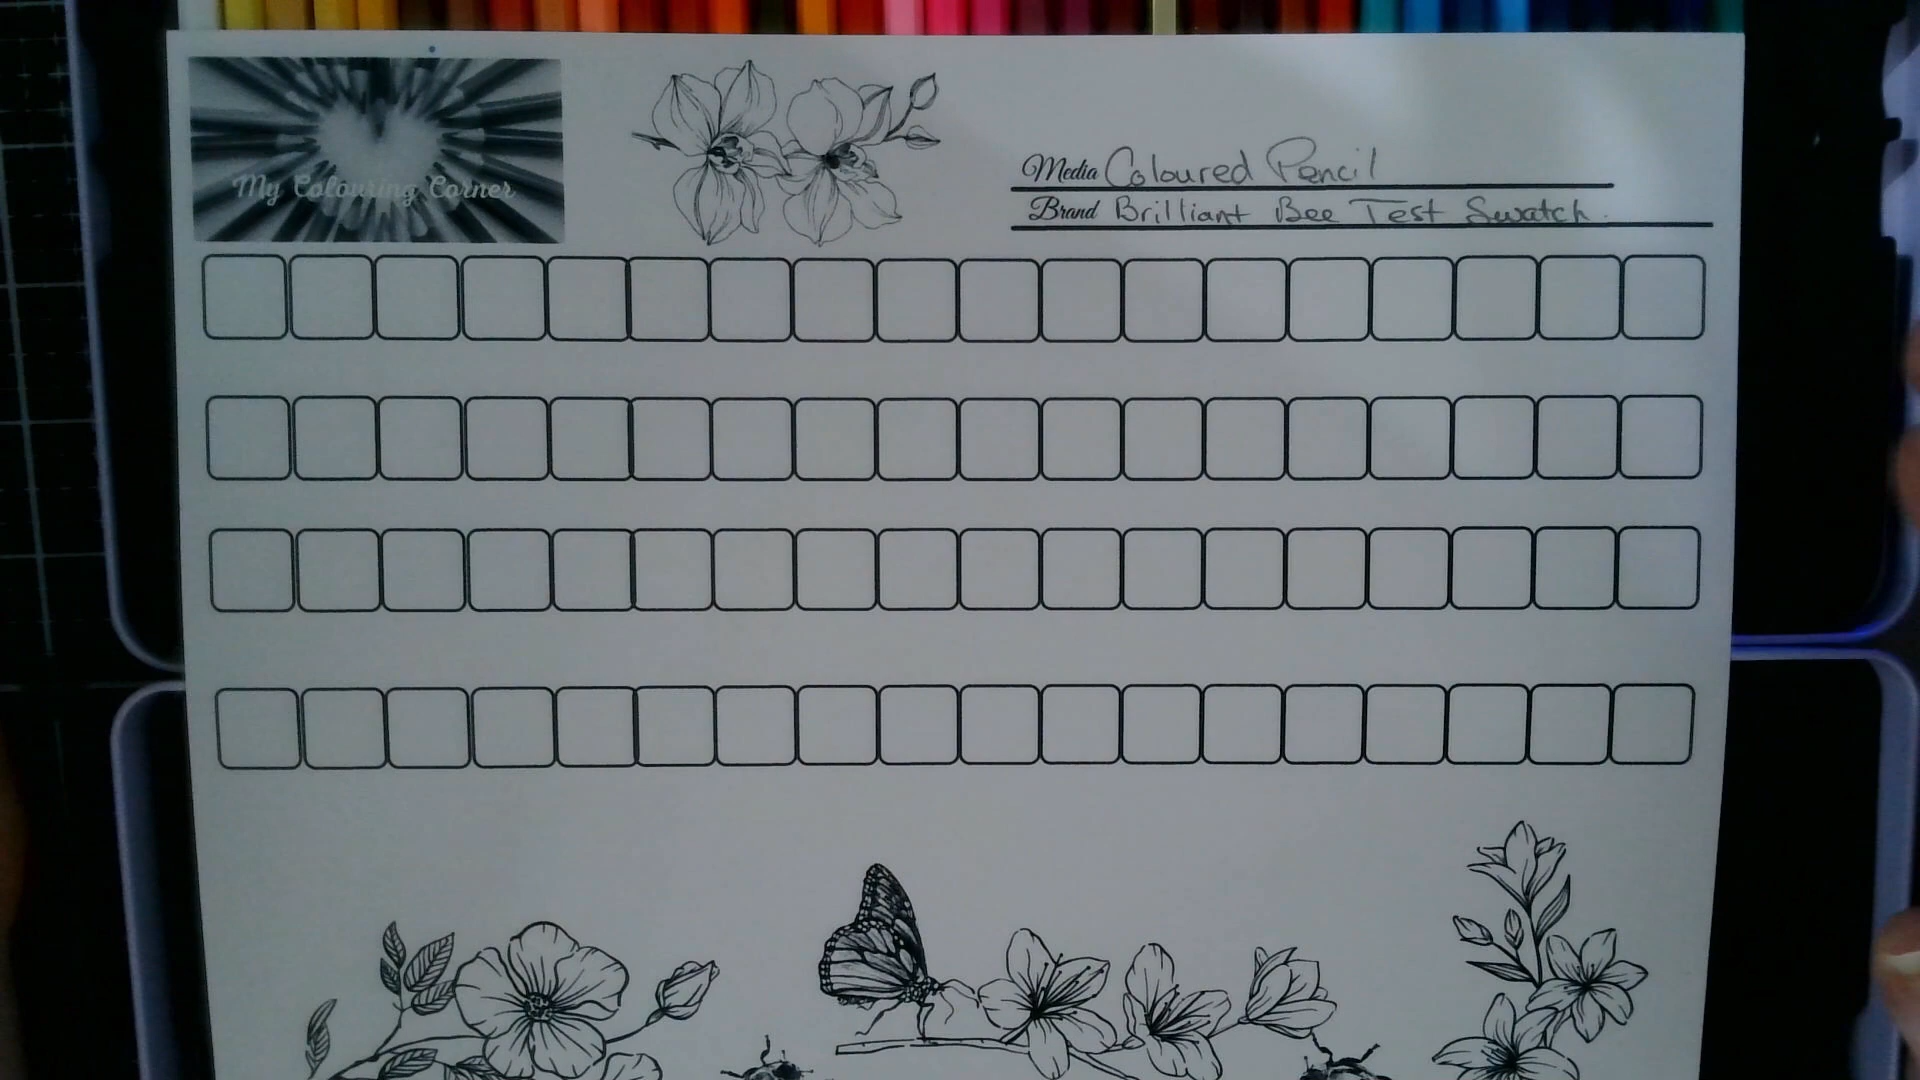 My Colouring Corner
Media Coloured Pencil
Brand Brilliant Bee Test Swatch.